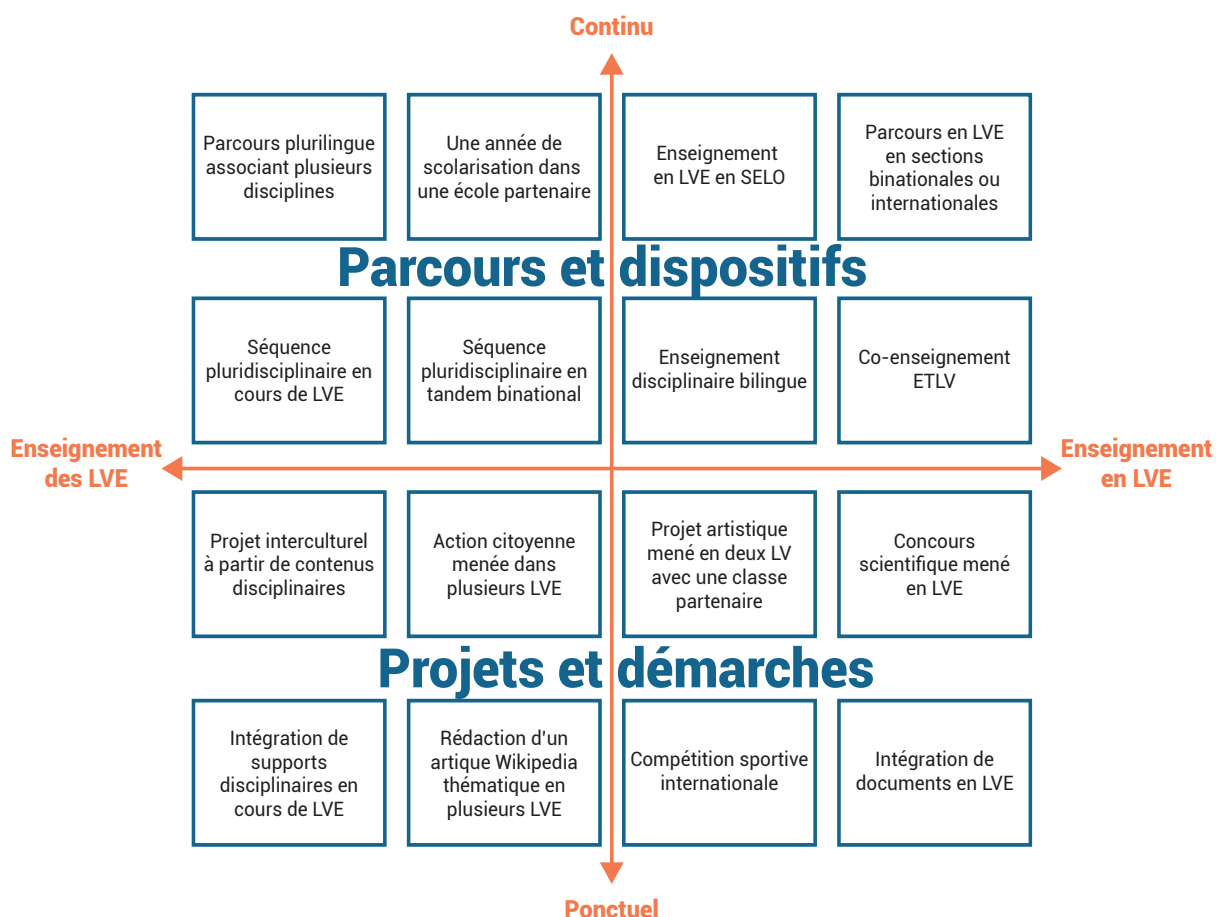 Continu
Parcours plurilingue
associant plusieurs
disciplines
Une année de
scolarisation dans
une école partenaire
Enseignement
en LVE en SELO
Parcours en LVE
en sections
binationales ou
internationales
Parcours et dispositifs
Séquence
pluridisciplinaire en
cours de LVE
Séquence
pluridisciplinaire en
tandem binational
Enseignement
disciplinaire bilingue
Co-enseignement
ETLV
Enseignement
des LVE
Enseignement
en LVE
Projet interculturel
à partir de contenus
disciplinaires
Action citoyenne
menée dans
plusieurs LVE
Projet artistique
mené en deux LV
avec une classe
partenaire
Concours
scientifique mené
en LVE
Projets et démarches
Intégration de
supports
disciplinaires en
cours de LVE
Rédaction d'un
artique Wikipedia
thématique en
plusieurs LVE
Compétition sportive
internationale
Intégration de
documents en LVE
Ponctuel